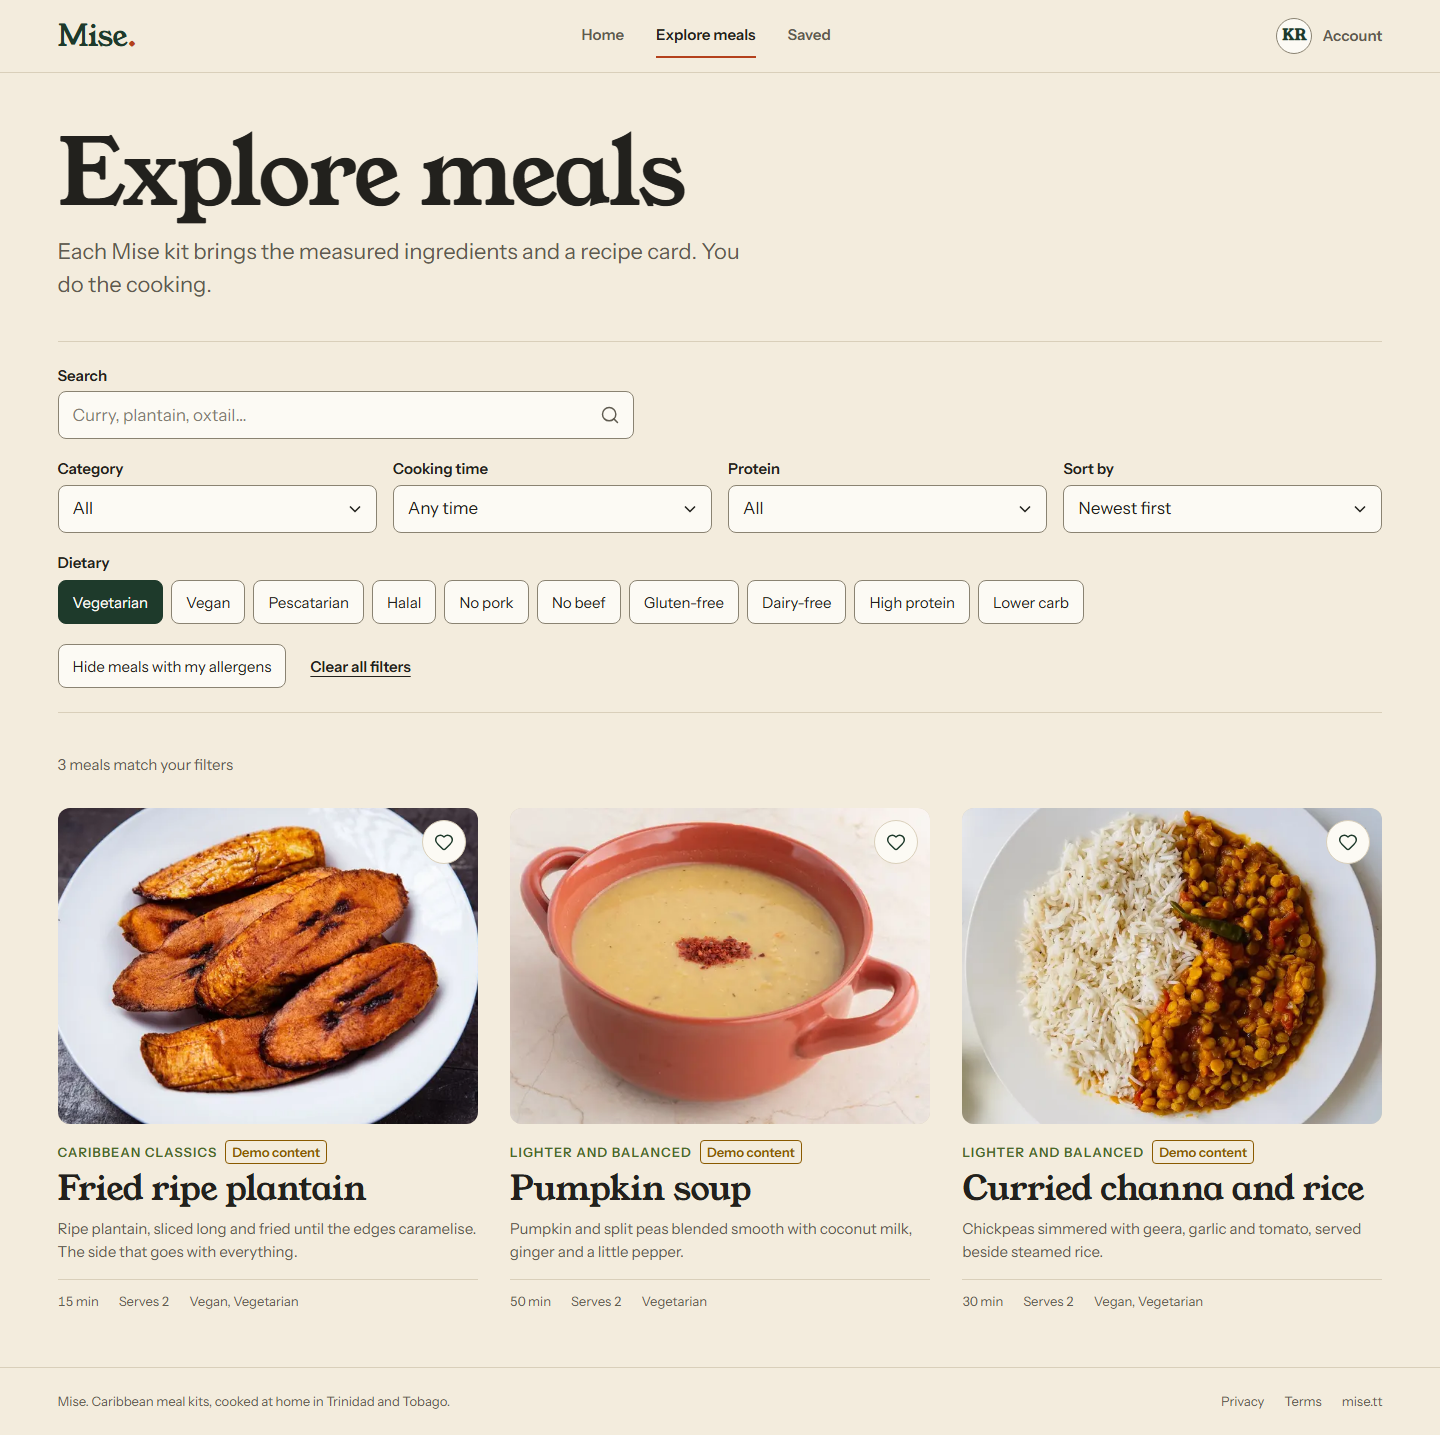 Mise.
Home
Explore meals
Saved
KR
Account
Explore meals
Each Mise kit brings the measured ingredients and a recipe card. You
do the cooking.
Search
Curry, plantain, oxtail...
Category
Cooking time
Protein
Sort by
All
Any time
All
Newest first
Dietary
Vegetarian
Vegan
Pescatarian
Halal
No pork
No beef
Gluten-free
Dairy-free
High protein
Lower carb
Hide meals with my allergens
Clear all filters
3 meals match your filters
CARIBBEAN CLASSICS
Demo content
Fried ripe plantain
Ripe plantain, sliced long and fried until the edges caramelise.
The side that goes with everything.
15 min
Serves 2
Vegan, Vegetarian
LIGHTER AND BALANCED
Demo content
Pumpkin soup
Pumpkin and split peas blended smooth with coconut milk,
ginger and a little pepper.
50 min
Serves 2
Vegetarian
LIGHTER AND BALANCED
Demo content
Curried channa and rice
Chickpeas simmered with geera, garlic and tomato, served
beside steamed rice.
30 min
Serves 2
Vegan, Vegetarian
Mise. Caribbean meal kits, cooked at home in Trinidad and Tobago.
Privacy
Terms
mise.tt